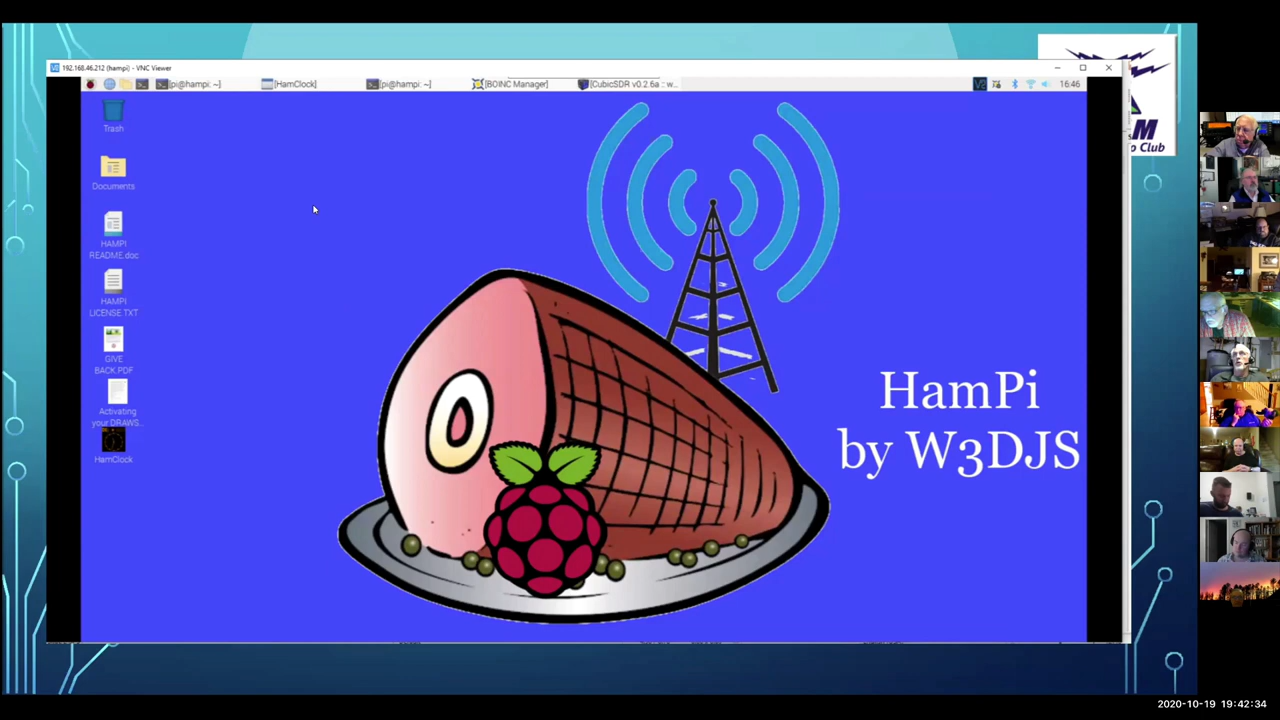 192.168.46.212 (hampi) - VNC Viewer
[pi@hampi: ~]
[HamClock]
[pi@hampi: ~]
[BOINC Manager]
[CubicSDR v0.2.6a :: w...
16:46
Trash
Documents
HAMPI
README.doc
HAMPI
LICENSE TXT
GIVE
BACK.PDF
Activating
your DRAWS...
HamClock
HamPi
by W3DJS
M
Club
2020-10-19 19:42:34